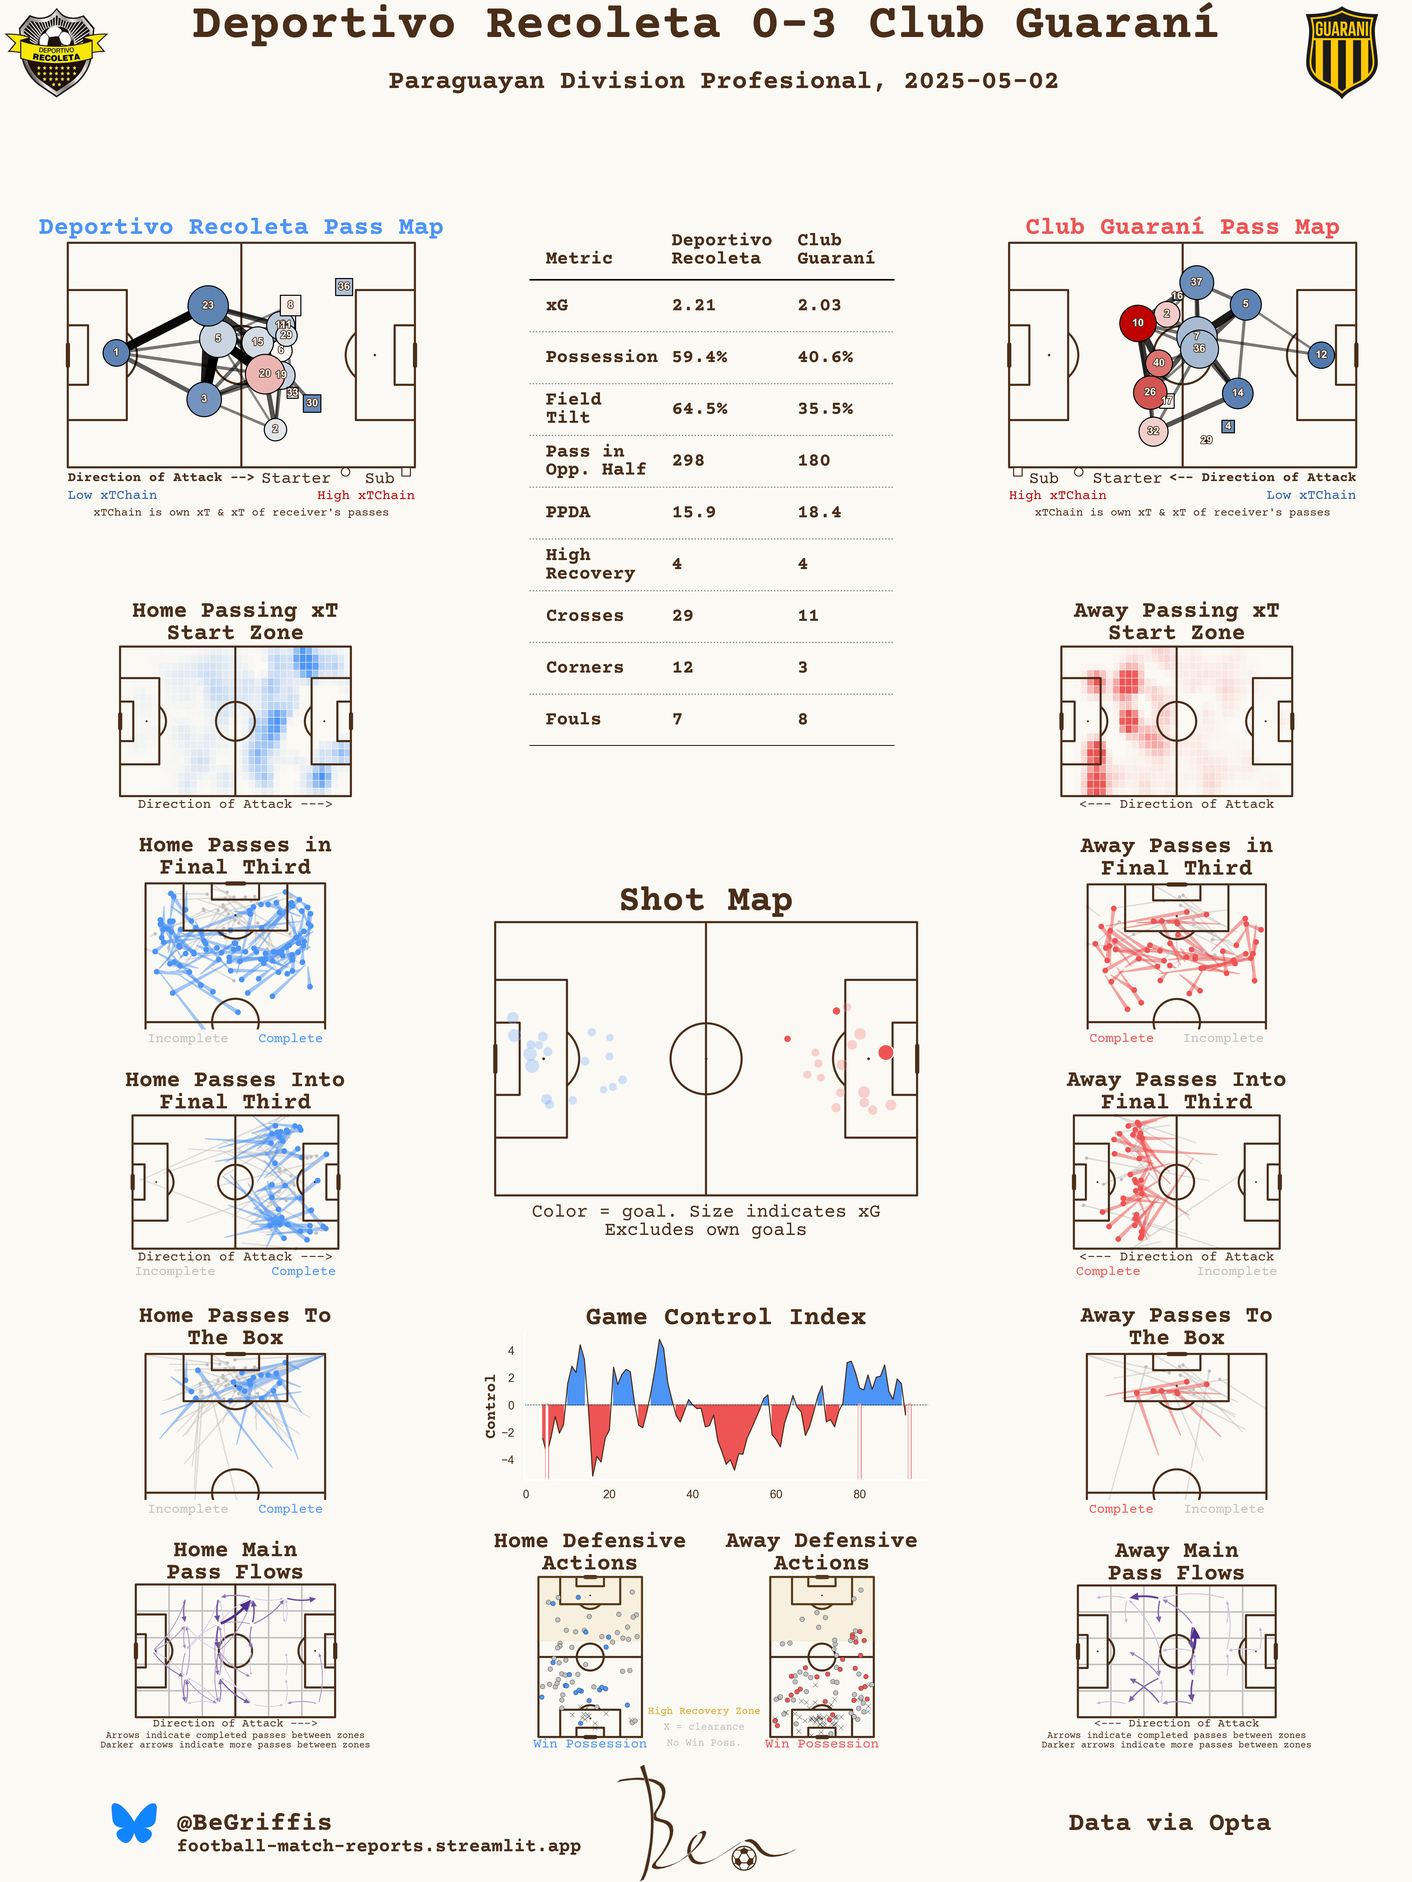 Deportivo Recoleta 0-3 Club Guaraní
Paraguayan Division Profesional, 2025-05-02
DEPORTIVO
RECOLETA
GUARANI
Deportivo Recoleta Pass Map
23
36
8
11
29
5
15
6
1
20
19
33
30
3
2
Direction of Attack -->
Starter
Sub
Low xTChain
High xTChain
xTChain is own xT & xT of receiver's passes
Metric
Deportivo Recoleta
Club Guaraní
xG 2.21 2.03
Possession 59.4% 40.6%
Field Tilt 64.5% 35.5%
Pass in Opp. Half 298 180
PPDA 15.9 18.4
High Recovery 4 4
Crosses 29 11
Corners 12 3
Fouls 7 8
Club Guaraní Pass Map
37
16
5
2
10
7
36
12
40
26
17
14
32
4
29
Sub
Starter
<-- Direction of Attack
High xTChain
Low xTChain
xTChain is own xT & xT of receiver's passes
Home Passing xT
Start Zone
Direction of Attack --->
Away Passing xT
Start Zone
<--- Direction of Attack
Home Passes in
Final Third
Incomplete
Complete
Away Passes in
Final Third
Complete
Incomplete
Shot Map
Color = goal. Size indicates xG
Excludes own goals
Home Passes Into
Final Third
Direction of Attack --->
Incomplete
Complete
Away Passes Into
Final Third
<--- Direction of Attack
Complete
Incomplete
Home Passes To
The Box
Incomplete
Complete
Game Control Index
Control
4
2
0
−2
−4
0
20
40
60
80
Away Passes To
The Box
Complete
Incomplete
Home Main
Pass Flows
Direction of Attack --->
Arrows indicate completed passes between zones
Darker arrows indicate more passes between zones
Home Defensive
Actions
Win Possession
Away Defensive
Actions
Win Possession
High Recovery Zone
X = clearance
No Win Poss.
Away Main
Pass Flows
<--- Direction of Attack
Arrows indicate completed passes between zones
Darker arrows indicate more passes between zones
@BeGriffis
football-match-reports.streamlit.app
Ben
Data via Opta